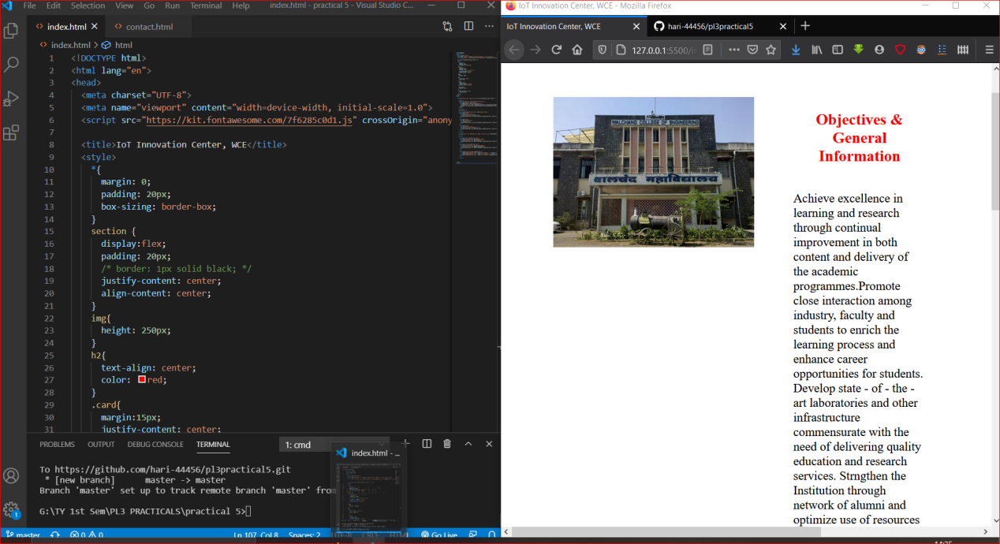 File Edit Selection View Go Run Terminal Help index.html - practical 5 - Visual Studio C...
index.html
contact.html
index.html > html
1 <!DOCTYPE html>
2 <html lang="en">
3 <head>
4 <meta charset="UTF-8">
5 <meta name="viewport" content="width=device-width, initial-scale=1.0">
6 <script src="https://kit.fontawesome.com/7f6285c0d1.js" crossOrigin="anony
7
8 <title>IoT Innovation Center, WCE</title>
9 <style>
10 *{
11 margin: 0;
12 padding: 20px;
13 box-sizing: border-box;
14 }
15 section {
16 display:flex;
17 padding: 20px;
18 /* border: 1px solid black; */
19 justify-content: center;
20 align-content: center;
21 }
22 img{
23 height: 250px;
24 }
25 h2{
26 text-align: center;
27 color: red;
28 }
29 .card{
30 margin:15px;
31 justify-content: center;
PROBLEMS OUTPUT DEBUG CONSOLE TERMINAL 1: cmd
index.html - ...
To https://github.com/hari-44456/pl3practical5.git
* [new branch] master -> master
Branch 'master' set up to track remote branch 'master' from
G:\TY 1st Sem\PL3 PRACTICALS\practical 5>
1
master 0 0 Ln 107, Col 8 Spaces: 2 UTF-8 CRLF HTML Go Live
IoT Innovation Center, WCE - Mozilla Firefox
IoT Innovation Center, WCE
hari-44456/pl3practical5
127.0.0.1:5500/in
WALCHAND COLLEGE OF ENGINEERING
वालचंद महाविद्यालय
Objectives &
General
Information
Achieve excellence in
learning and research
through continual
improvement in both
content and delivery of
the academic
programmes.Promote
close interaction among
industry, faculty and
students to enrich the
learning process and
enhance career
opportunities for students.
Develop state - of - the -
art laboratories and other
infrastructure
commensurate with the
need of delivering quality
education and research
services. Strngthen the
Institution through
network of alumni and
optimize use of resources